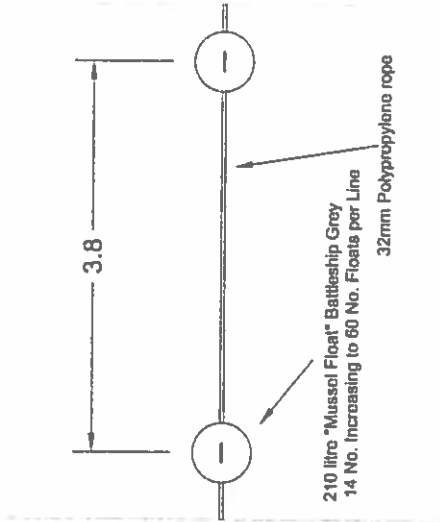 3.8
210 litre "Mussel Float" Battleship Grey
14 No. Increasing to 60 No. Floats per Line
32mm Polypropylene rope